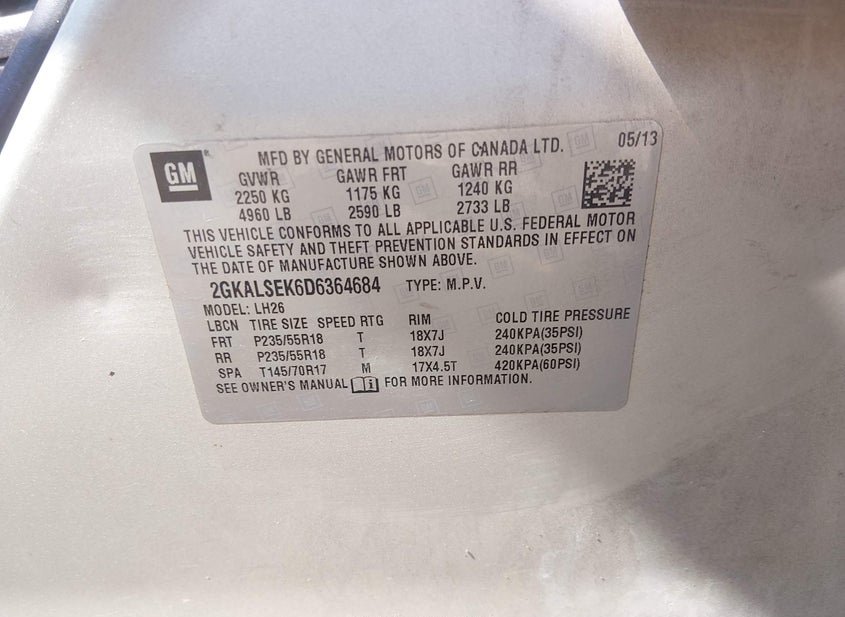 GM
MFD BY GENERAL MOTORS OF CANADA LTD. 05/13
GVWR GAWR FRT GAWR RR
2250 KG 1175 KG 1240 KG
4960 LB 2590 LB 2733 LB
THIS VEHICLE CONFORMS TO ALL APPLICABLE U.S. FEDERAL MOTOR
VEHICLE SAFETY AND THEFT PREVENTION STANDARDS IN EFFECT ON
THE DATE OF MANUFACTURE SHOWN ABOVE.
2GKALSEK6D6364684 TYPE: M.P.V.
MODEL: LH26
LBCN TIRE SIZE SPEED RTG RIM COLD TIRE PRESSURE
FRT P235/55R18 T 18X7J 240KPA(35PSI)
RR P235/55R18 T 18X7J 240KPA(35PSI)
SPA T145/70R17 M 17X4.5T 420KPA(60PSI)
SEE OWNER'S MANUAL FOR MORE INFORMATION.